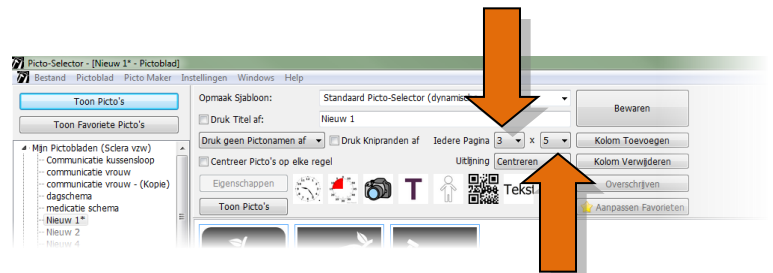 Picto-Selector - [Nieuw 1* - Pictoblad]
Bestand Pictoblad Picto Maker Instellingen Windows Help
Toon Picto's
Toon Favoriete Picto's
Mijn Pictobladen (Sclera vzw)
Communicatie kussensloop
communicatie vrouw
communicatie vrouw - (Kopie)
dagschema
medicatie schema
Nieuw 1*
Nieuw 2
Nieuw 4
Opmaak Sjabloon: Standaard Picto-Selector
Druk Titel af: Nieuw 1
Druk geen Pictonamen af Druk Knipranden af Iedere Pagina 3 x 5
Centreer Picto's op elke regel Uitlijning Centreren
Eigenschappen T Tekst
Toon Picto's
Bewaren
Kolom Toevoegen
Kolom Verwijderen
Overschrijven
Aanpassen Favorieten